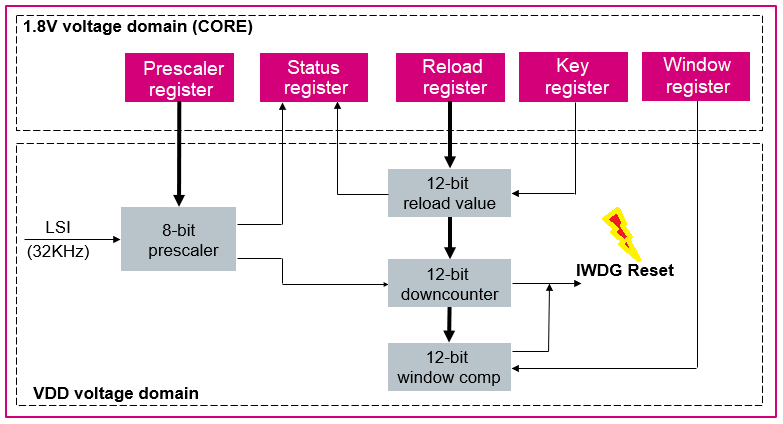 1.8V voltage domain (CORE)
Prescaler
register
Status
register
Reload
register
Key
register
Window
register
12-bit
reload value
LSI
(32KHz)
8-bit
prescaler
12-bit
downcounter
IWDG Reset
12-bit
window comp
VDD voltage domain